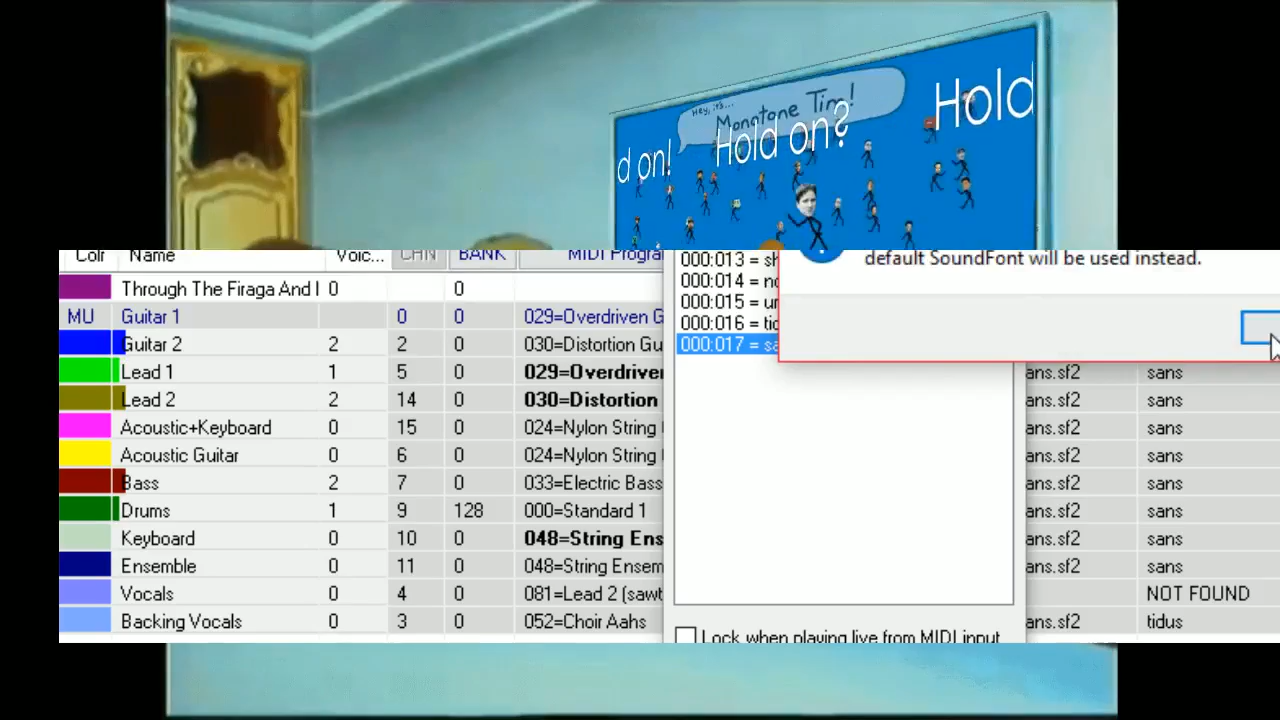 Hey, it's...
Monotone Tim!
d on!
Hold on?
Hold
Colr Name Voic... CHN BANK MIDI Progra
Through The Firaga And I 0 0
MU Guitar 1 0 0 029=Overdriven G
Guitar 2 2 2 0 030=Distortion Gu
Lead 1 1 5 0 029=Overdriver
Lead 2 2 14 0 030=Distortion
Acoustic+Keyboard 0 15 0 024=Nylon String
Acoustic Guitar 0 6 0 024=Nylon String
Bass 2 7 0 033=Electric Bass
Drums 1 9 128 000=Standard 1
Keyboard 0 10 0 048=String Ens
Ensemble 0 11 0 048=String Ensem
Vocals 0 4 0 081=Lead 2 (sawt
Backing Vocals 0 3 0 052=Choir Aahs
000:013 = sh
000:014 = no
000:015 = un
000:016 = tid
000:017 = sa
Lock when playing live from MIDI input
default SoundFont will be used instead.
ans.sf2 sans
ans.sf2 sans
ans.sf2 sans
ans.sf2 sans
ans.sf2 sans
ans.sf2 sans
ans.sf2 sans
ans.sf2 sans
NOT FOUND
ans.sf2 tidus